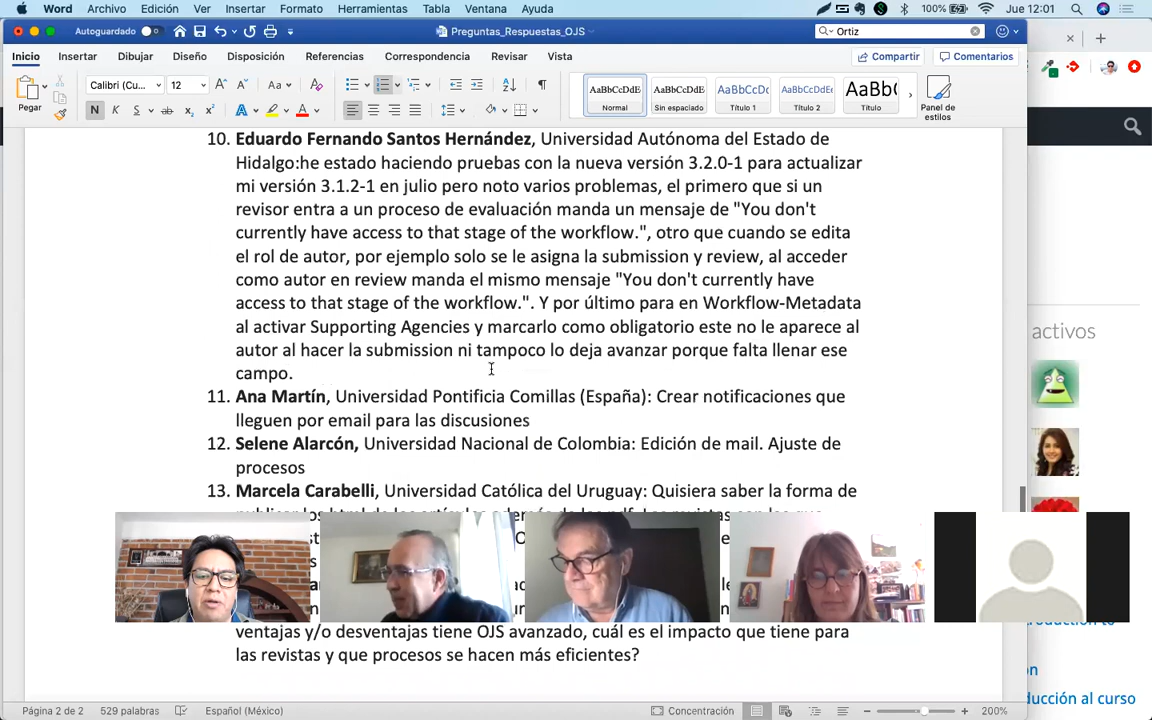 Word Archivo Edición Ver Insertar Formato Herramientas Tabla Ventana Ayuda 100% Jue 12:01
Autoguardado Preguntas_Respuestas_OJS Ortiz
Inicio Insertar Dibujar Diseño Disposición Referencias Correspondencia Revisar Vista Compartir Comentarios
Pegar Calibri (Cu... 12 Aa
N K S ab x₂ x² A A
AaBbCcDdE AaBbCcDdE AaBbCcDc AaBbCcDdE AaBbC
Normal Sin espaciado Título 1 Título 2 Título Panel de
estilos
10. Eduardo Fernando Santos Hernández, Universidad Autónoma del Estado de
Hidalgo:he estado haciendo pruebas con la nueva versión 3.2.0-1 para actualizar
mi versión 3.1.2-1 en julio pero noto varios problemas, el primero que si un
revisor entra a un proceso de evaluación manda un mensaje de "You don't
currently have access to that stage of the workflow.", otro que cuando se edita
el rol de autor, por ejemplo solo se le asigna la submission y review, al acceder
como autor en review manda el mismo mensaje "You don't currently have
access to that stage of the workflow.". Y por último para en Workflow-Metadata
al activar Supporting Agencies y marcarlo como obligatorio este no le aparece al
autor al hacer la submission ni tampoco lo deja avanzar porque falta llenar ese
campo.
11. Ana Martín, Universidad Pontificia Comillas (España): Crear notificaciones que
lleguen por email para las discusiones
12. Selene Alarcón, Universidad Nacional de Colombia: Edición de mail. Ajuste de
procesos
13. Marcela Carabelli, Universidad Católica del Uruguay: Quisiera saber la forma de
ventajas y/o desventajas tiene OJS avanzado, cuál es el impacto que tiene para
las revistas y que procesos se hacen más eficientes?
activos
ón
ducción al curso
Página 2 de 2 529 palabras Español (México) Concentración 200%